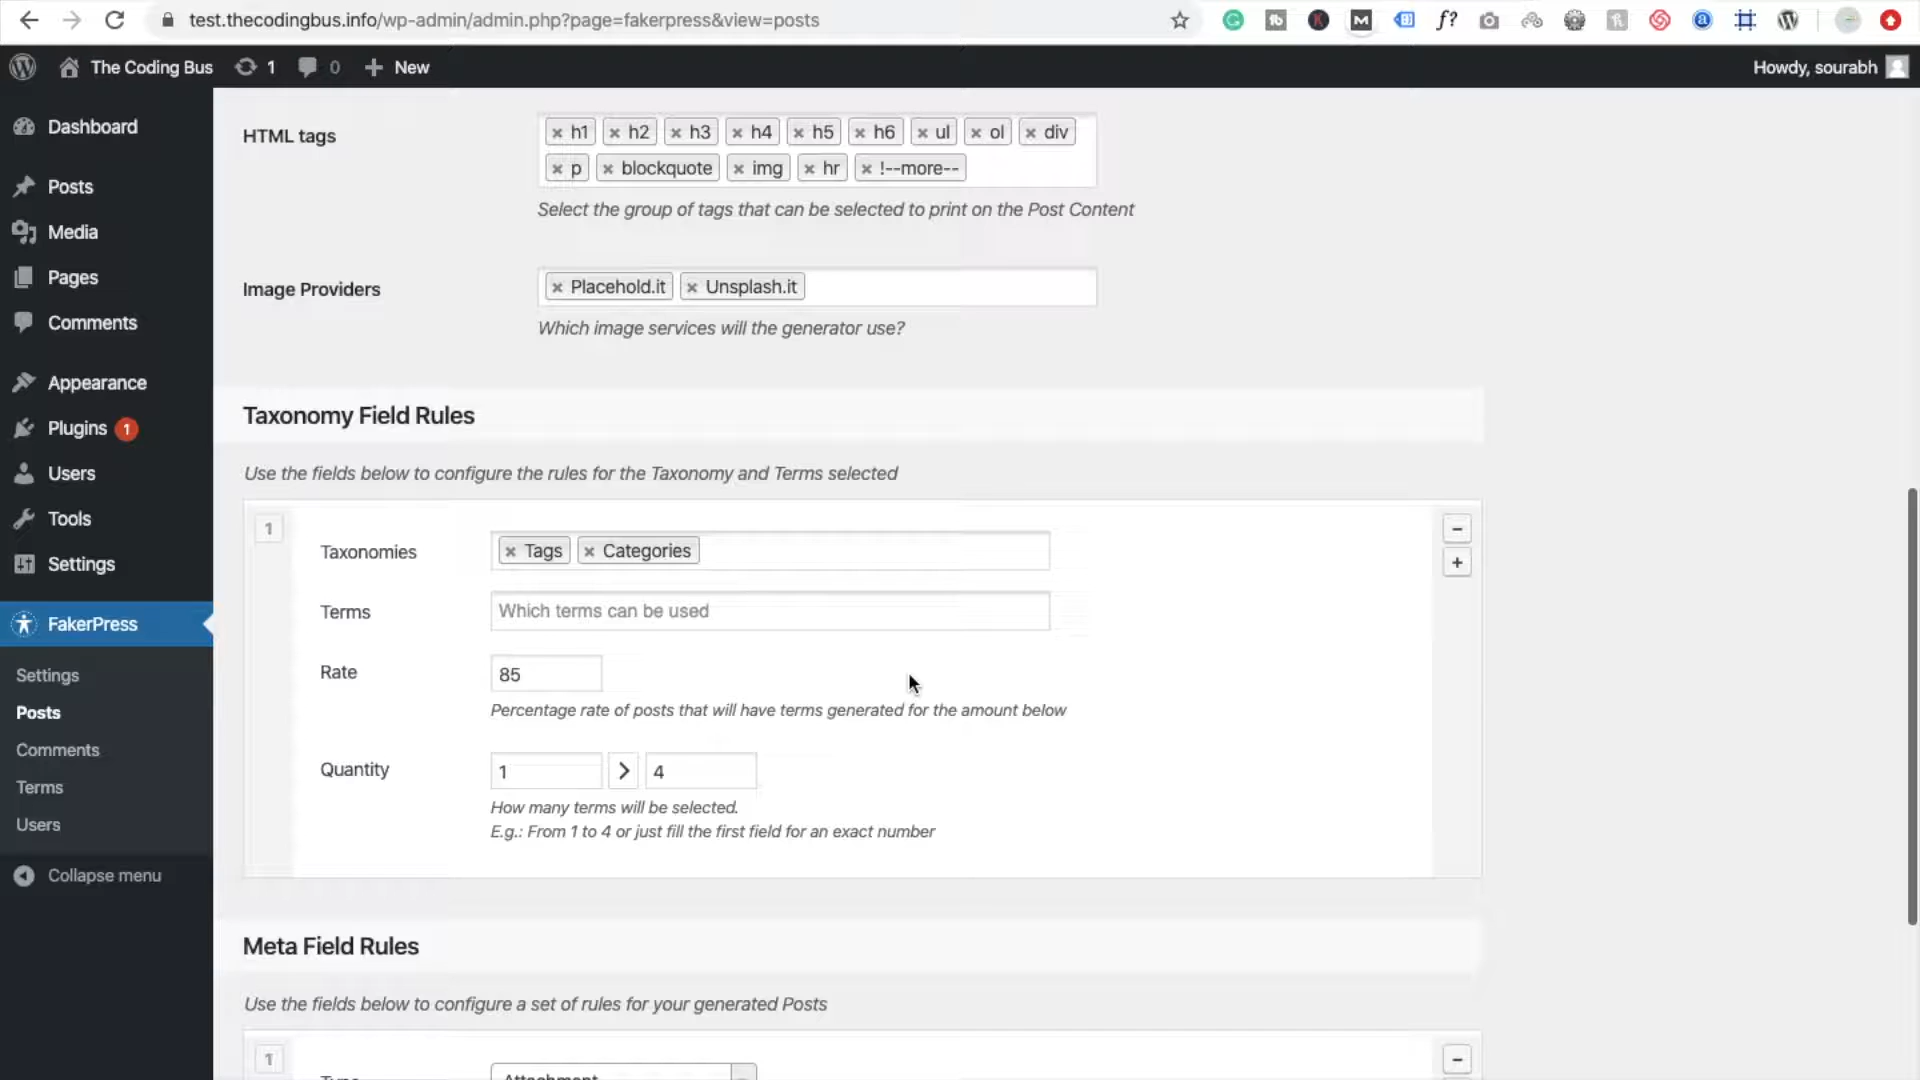 test.thecodingbus.info/wp-admin/admin.php?page=fakerpress&view=posts
The Coding Bus 1 0 New Howdy, sourabh
Dashboard
Posts
Media
Pages
Comments
Appearance
Plugins 1
Users
Tools
Settings
FakerPress
Settings
Posts
Comments
Terms
Users
Collapse menu
HTML tags
× h1 × h2 × h3 × h4 × h5 × h6 × ul × ol × div
× p × blockquote × img × hr × !--more--
Select the group of tags that can be selected to print on the Post Content
Image Providers
× Placehold.it × Unsplash.it
Which image services will the generator use?
Taxonomy Field Rules
Use the fields below to configure the rules for the Taxonomy and Terms selected
1
Taxonomies × Tags × Categories
Terms Which terms can be used
Rate 85
Percentage rate of posts that will have terms generated for the amount below
Quantity 1 > 4
How many terms will be selected.
E.g.: From 1 to 4 or just fill the first field for an exact number
Meta Field Rules
Use the fields below to configure a set of rules for your generated Posts
1
Type Attachment